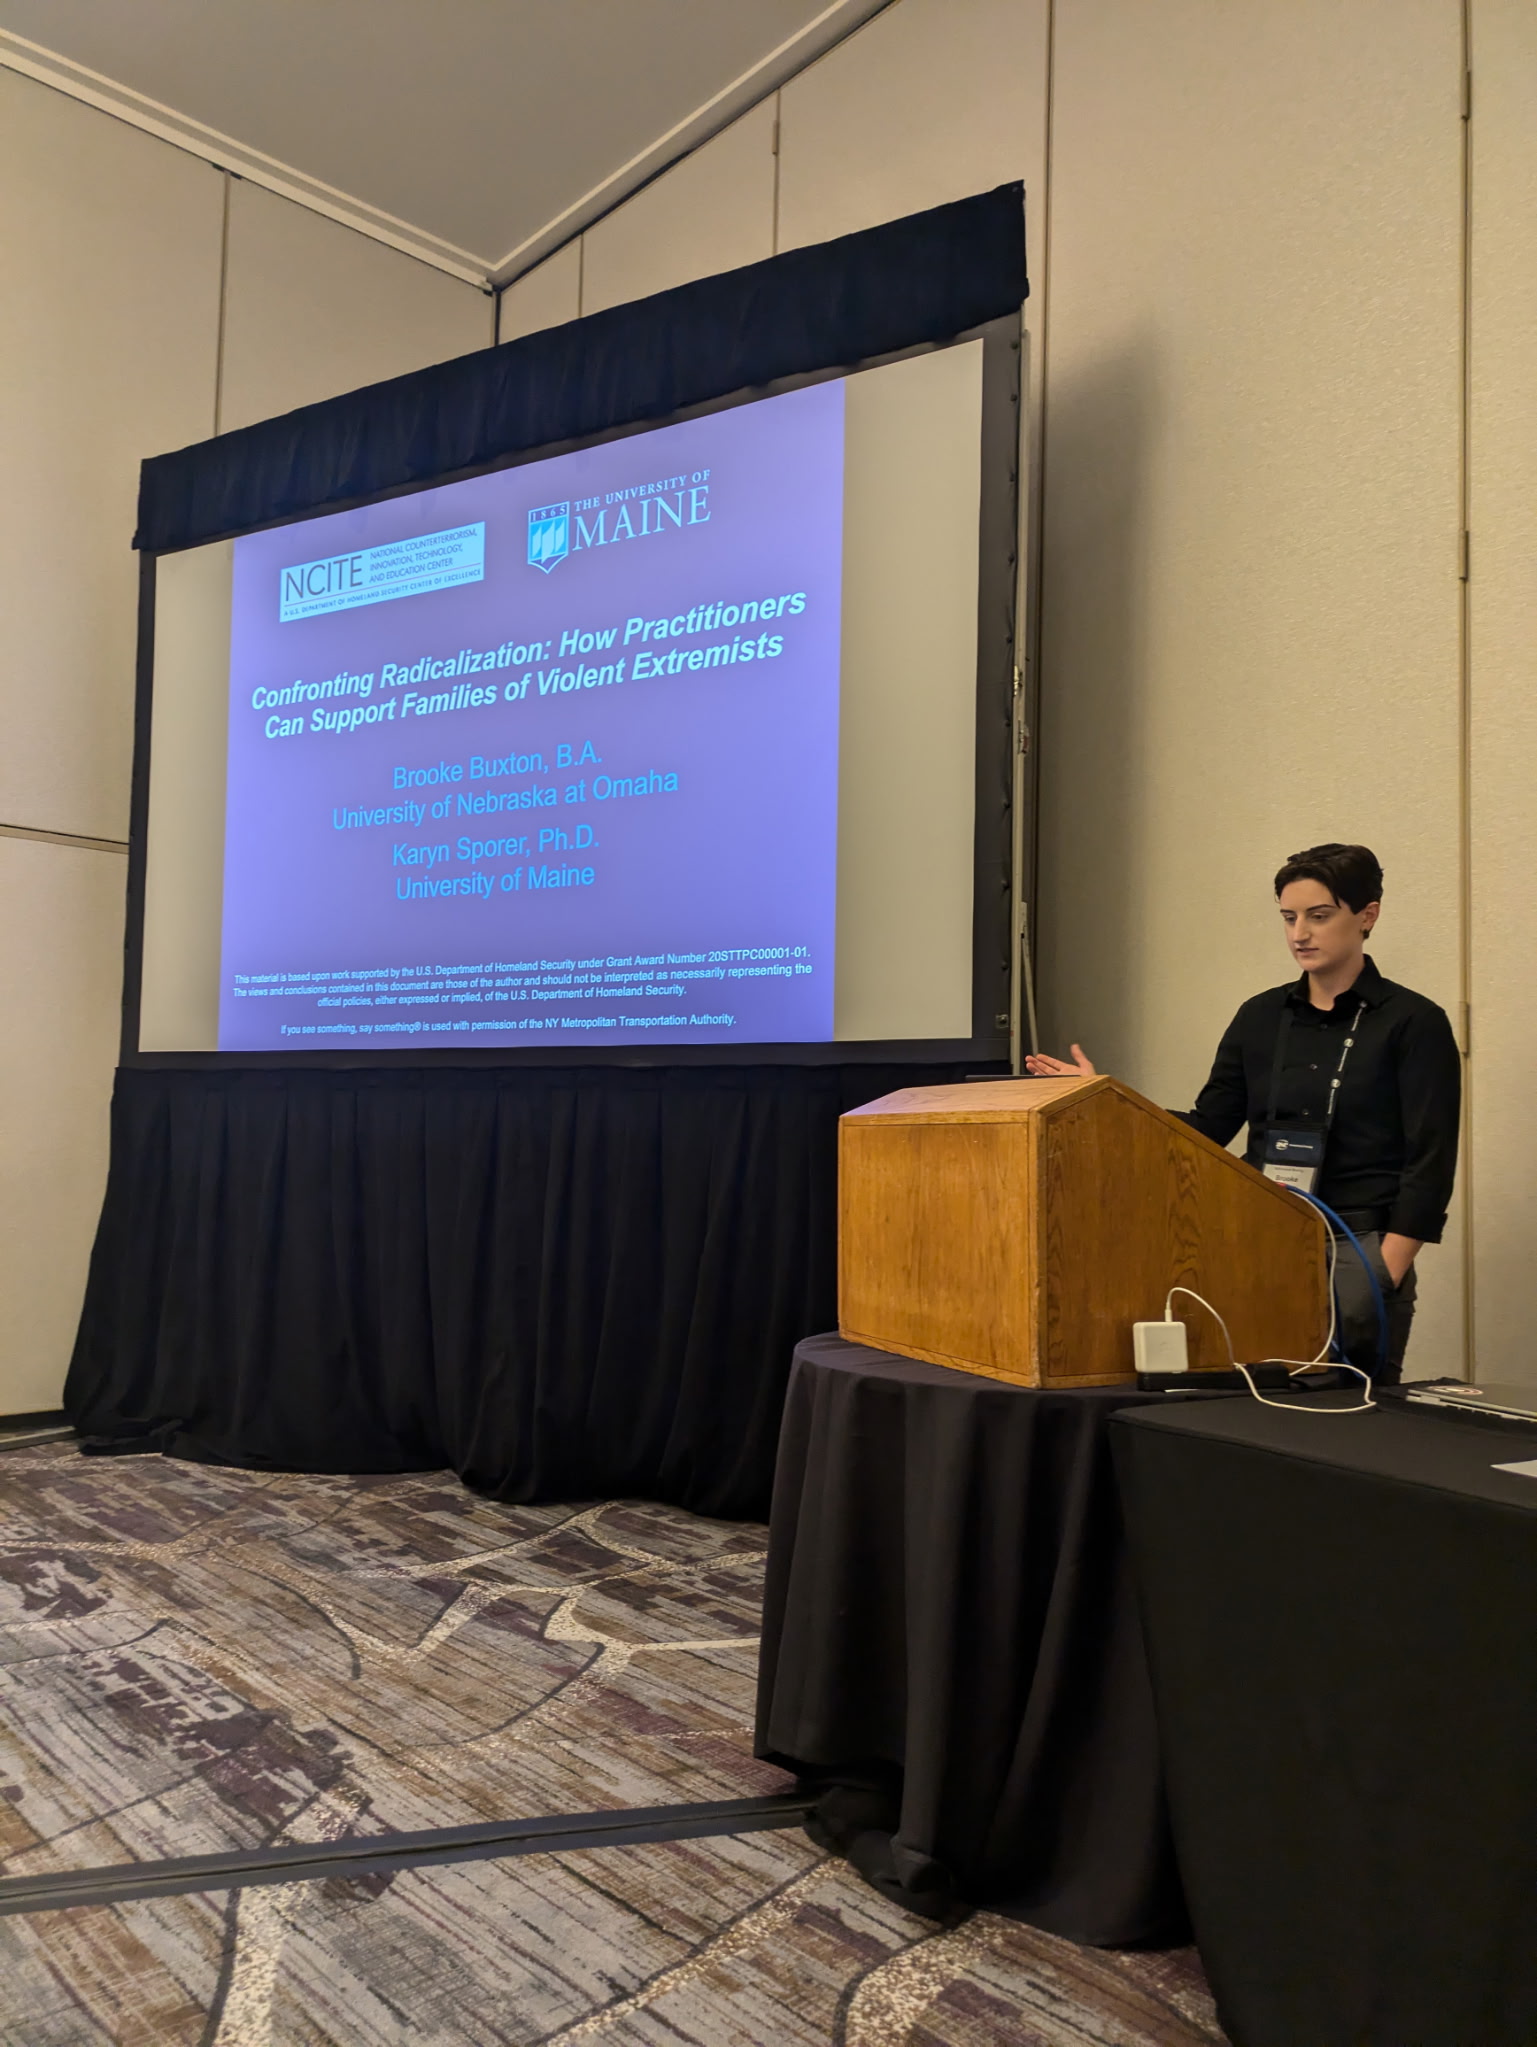 NCITE
NATIONAL COUNTERTERRORISM,
INNOVATION, TECHNOLOGY,
AND EDUCATION CENTER
A U.S. DEPARTMENT OF HOMELAND SECURITY CENTER OF EXCELLENCE
1865
THE UNIVERSITY OF
MAINE
Confronting Radicalization: How Practitioners
Can Support Families of Violent Extremists
Brooke Buxton, B.A.
University of Nebraska at Omaha
Karyn Sporer, Ph.D.
University of Maine
This material is based upon work supported by the U.S. Department of Homeland Security under Grant Award Number 20STTPC00001-01.
The views and conclusions contained in this document are those of the author and should not be interpreted as necessarily representing the
official policies, either expressed or implied, of the U.S. Department of Homeland Security.
If you see something, say something® is used with permission of the NY Metropolitan Transportation Authority.
Brooke